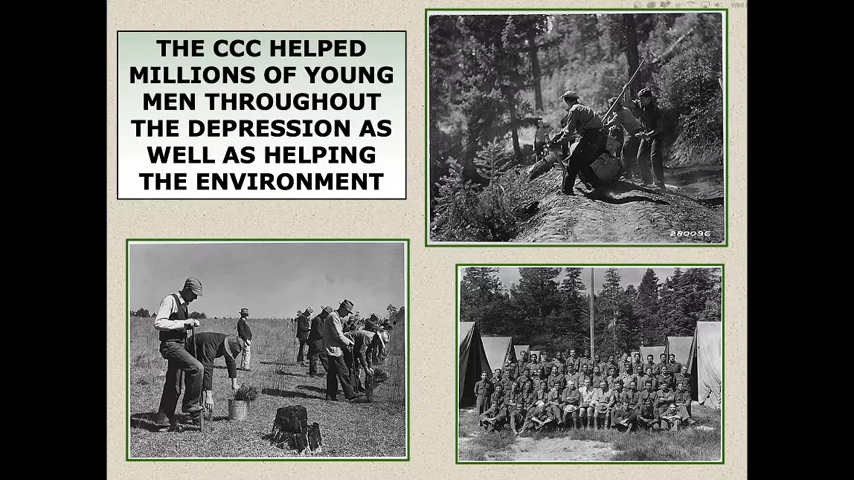 THE CCC HELPED
MILLIONS OF YOUNG
MEN THROUGHOUT
THE DEPRESSION AS
WELL AS HELPING
THE ENVIRONMENT
280096